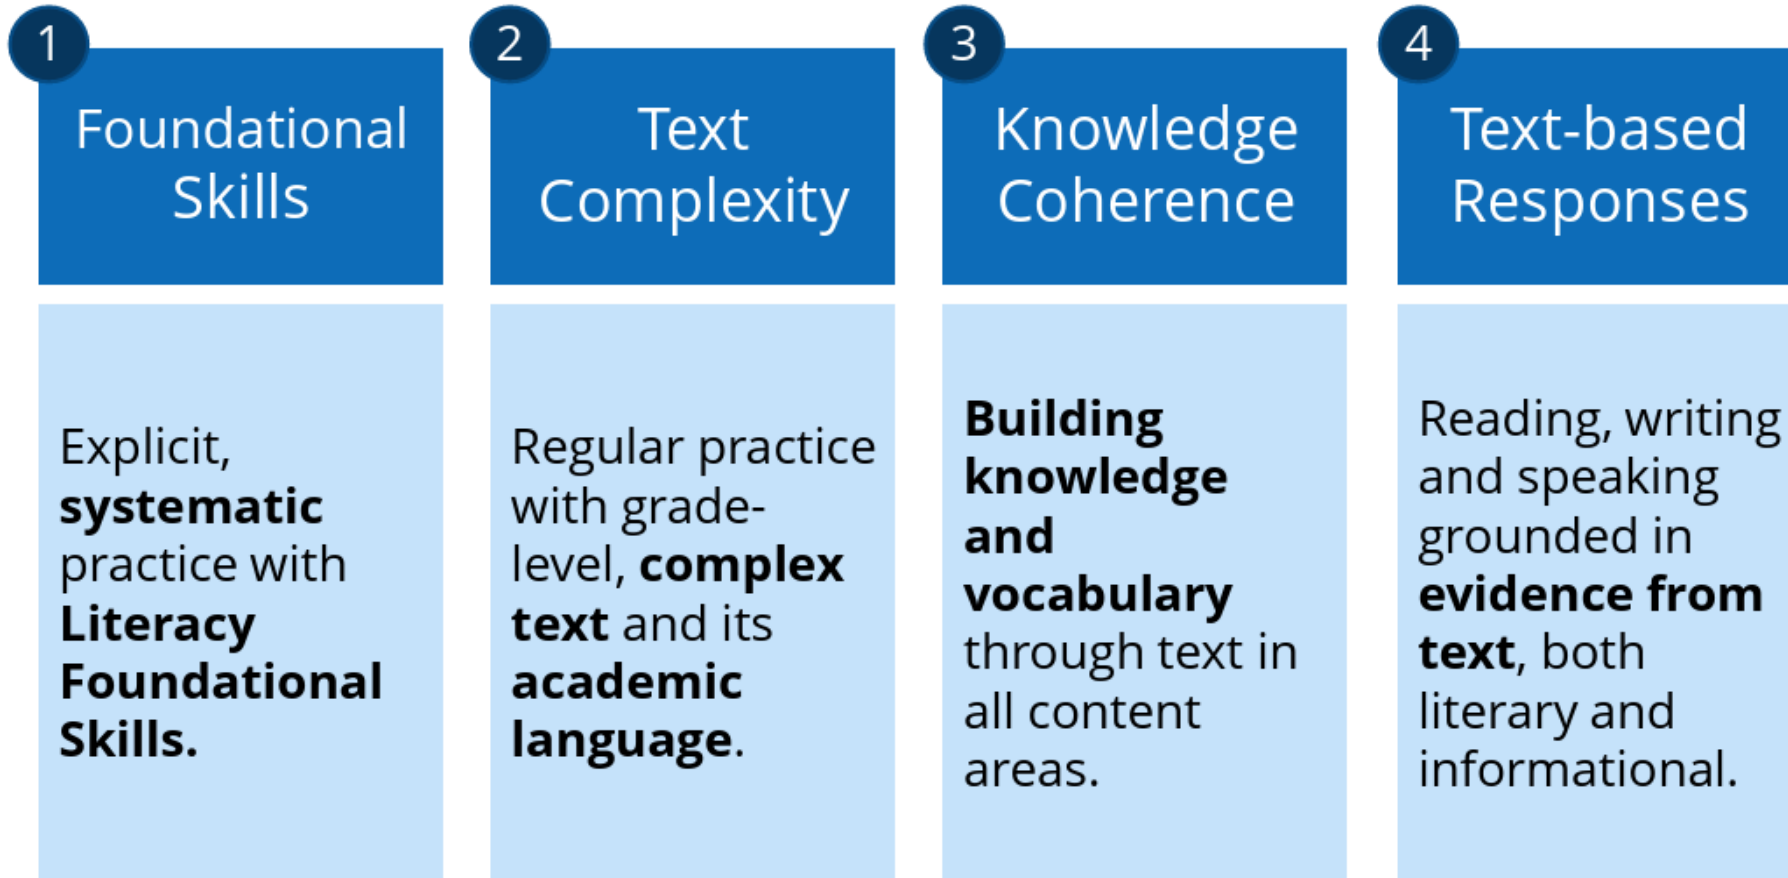 1
Foundational
Skills
Explicit,
systematic
practice with
Literacy
Foundational
Skills.
2
Text
Complexity
Regular practice
with grade-
level, complex
text and its
academic
language.
3
Knowledge
Coherence
Building
knowledge
and
vocabulary
through text in
all content
areas.
4
Text-based
Responses
Reading, writing
and speaking
grounded in
evidence from
text, both
literary and
informational.